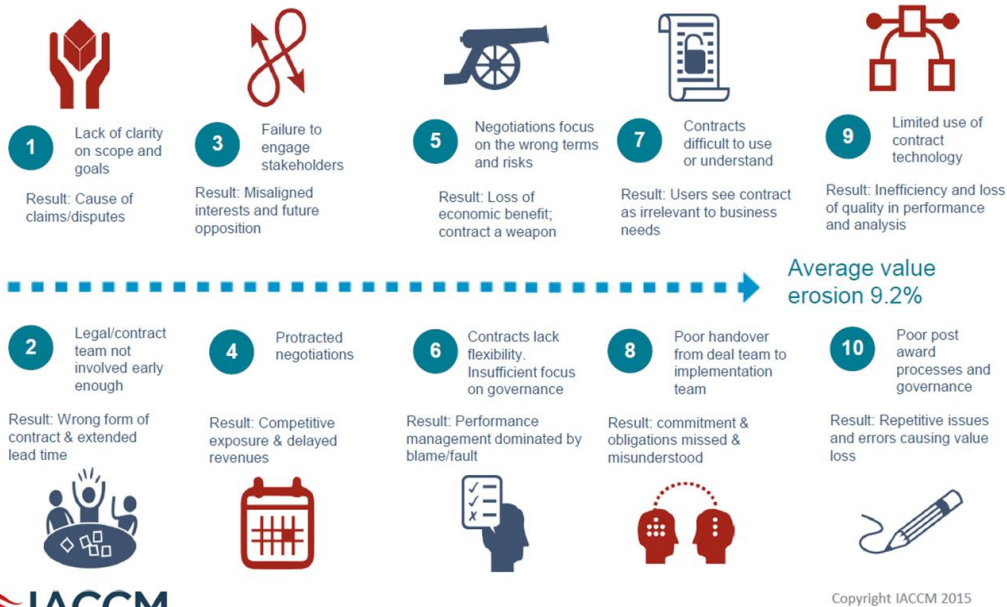 1
Lack of clarity
on scope and
goals
Result: Cause of
claims/disputes
3
Failure to
engage
stakeholders
Result: Misaligned
interests and future
opposition
5
Negotiations focus
on the wrong terms
and risks
Result: Loss of
economic benefit;
contract a weapon
7
Contracts
difficult to use
or understand
Result: Users see contract
as irrelevant to business
needs
9
Limited use of
contract
technology
Result: Inefficiency and loss
of quality in performance
and analysis
Average value
erosion 9.2%
2
Legal/contract
team not
involved early
enough
Result: Wrong form of
contract & extended
lead time
4
Protracted
negotiations
Result: Competitive
exposure & delayed
revenues
6
Contracts lack
flexibility.
Insufficient focus
on governance
Result: Performance
management dominated by
blame/fault
8
Poor handover
from deal team to
implementation
team
Result: commitment &
obligations missed &
misunderstood
10
Poor post
award
processes and
governance
Result: Repetitive issues
and errors causing value
loss
IACCM
Copyright IACCM 2015